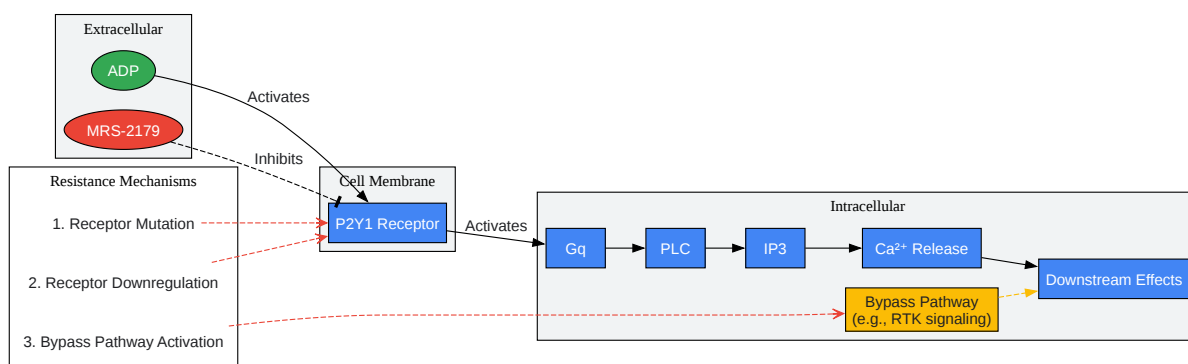 Extracellular
ADP
Activates
MRS-2179
Inhibits
Resistance Mechanisms
Cell Membrane
1. Receptor Mutation
P2Y1 Receptor
Activates
Intracellular
Gq
PLC
IP3
Ca²⁺ Release
2. Receptor Downregulation
Downstream Effects
Bypass Pathway
(e.g., RTK signaling)
3. Bypass Pathway Activation